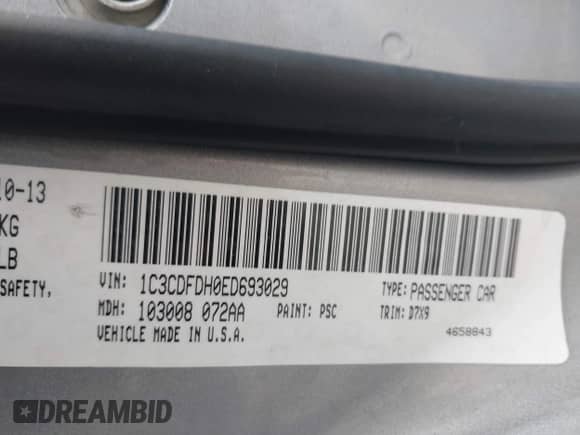 10-13
KG
LB
SAFETY,
VIN: 1C3CDFDH0ED693029 TYPE: PASSENGER CAR
MDH: 103008 072AA PAINT: PSC TRIM: D7X9
VEHICLE MADE IN U.S.A. 4658843
DREAMBID